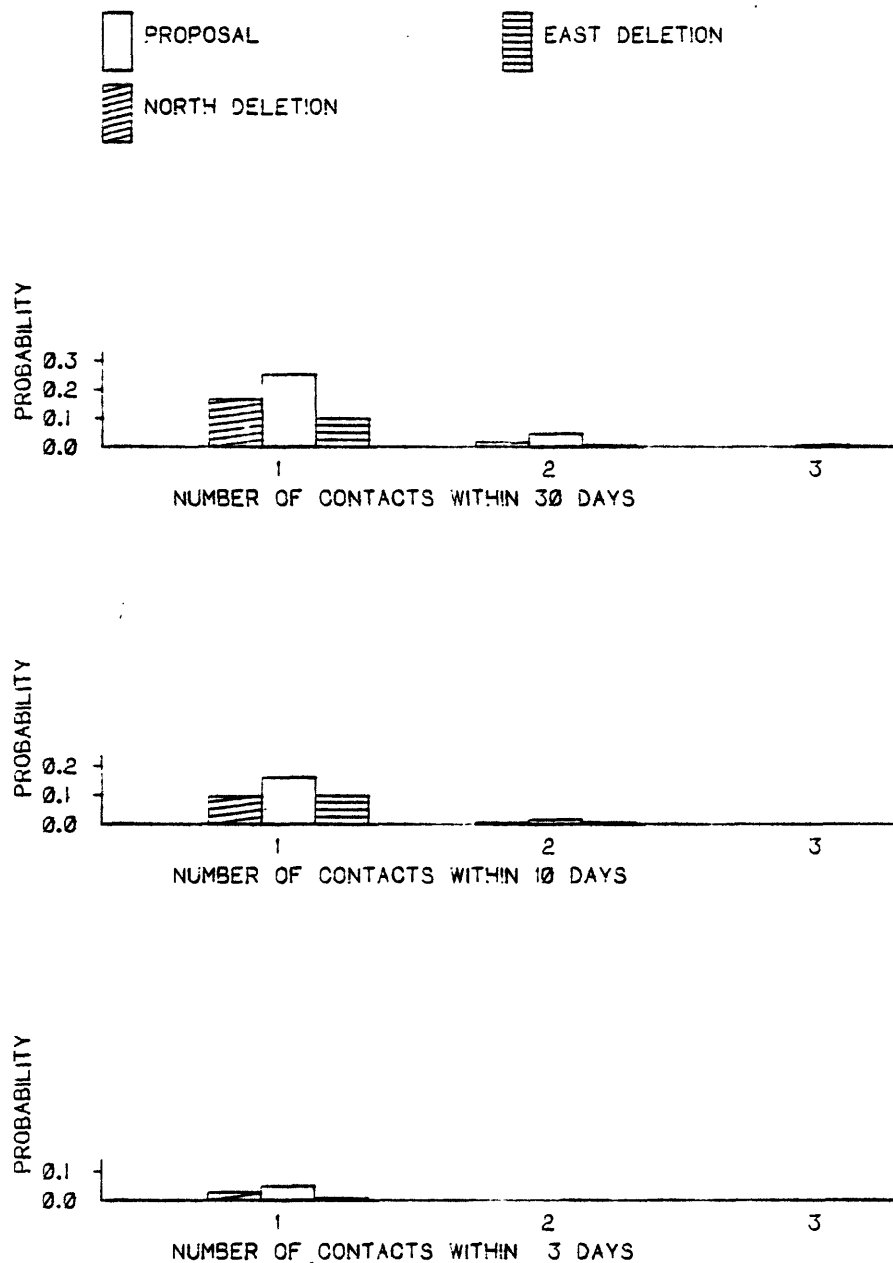 PROPOSAL
EAST DELETION
NORTH DELETION
PROBABILITY
0.3
0.2
0.1
0.0
1 2 3
NUMBER OF CONTACTS WITHIN 30 DAYS
PROBABILITY
0.2
0.1
0.0
1 2 3
NUMBER OF CONTACTS WITHIN 10 DAYS
PROBABILITY
0.1
0.0
1 2 3
NUMBER OF CONTACTS WITHIN 3 DAYS